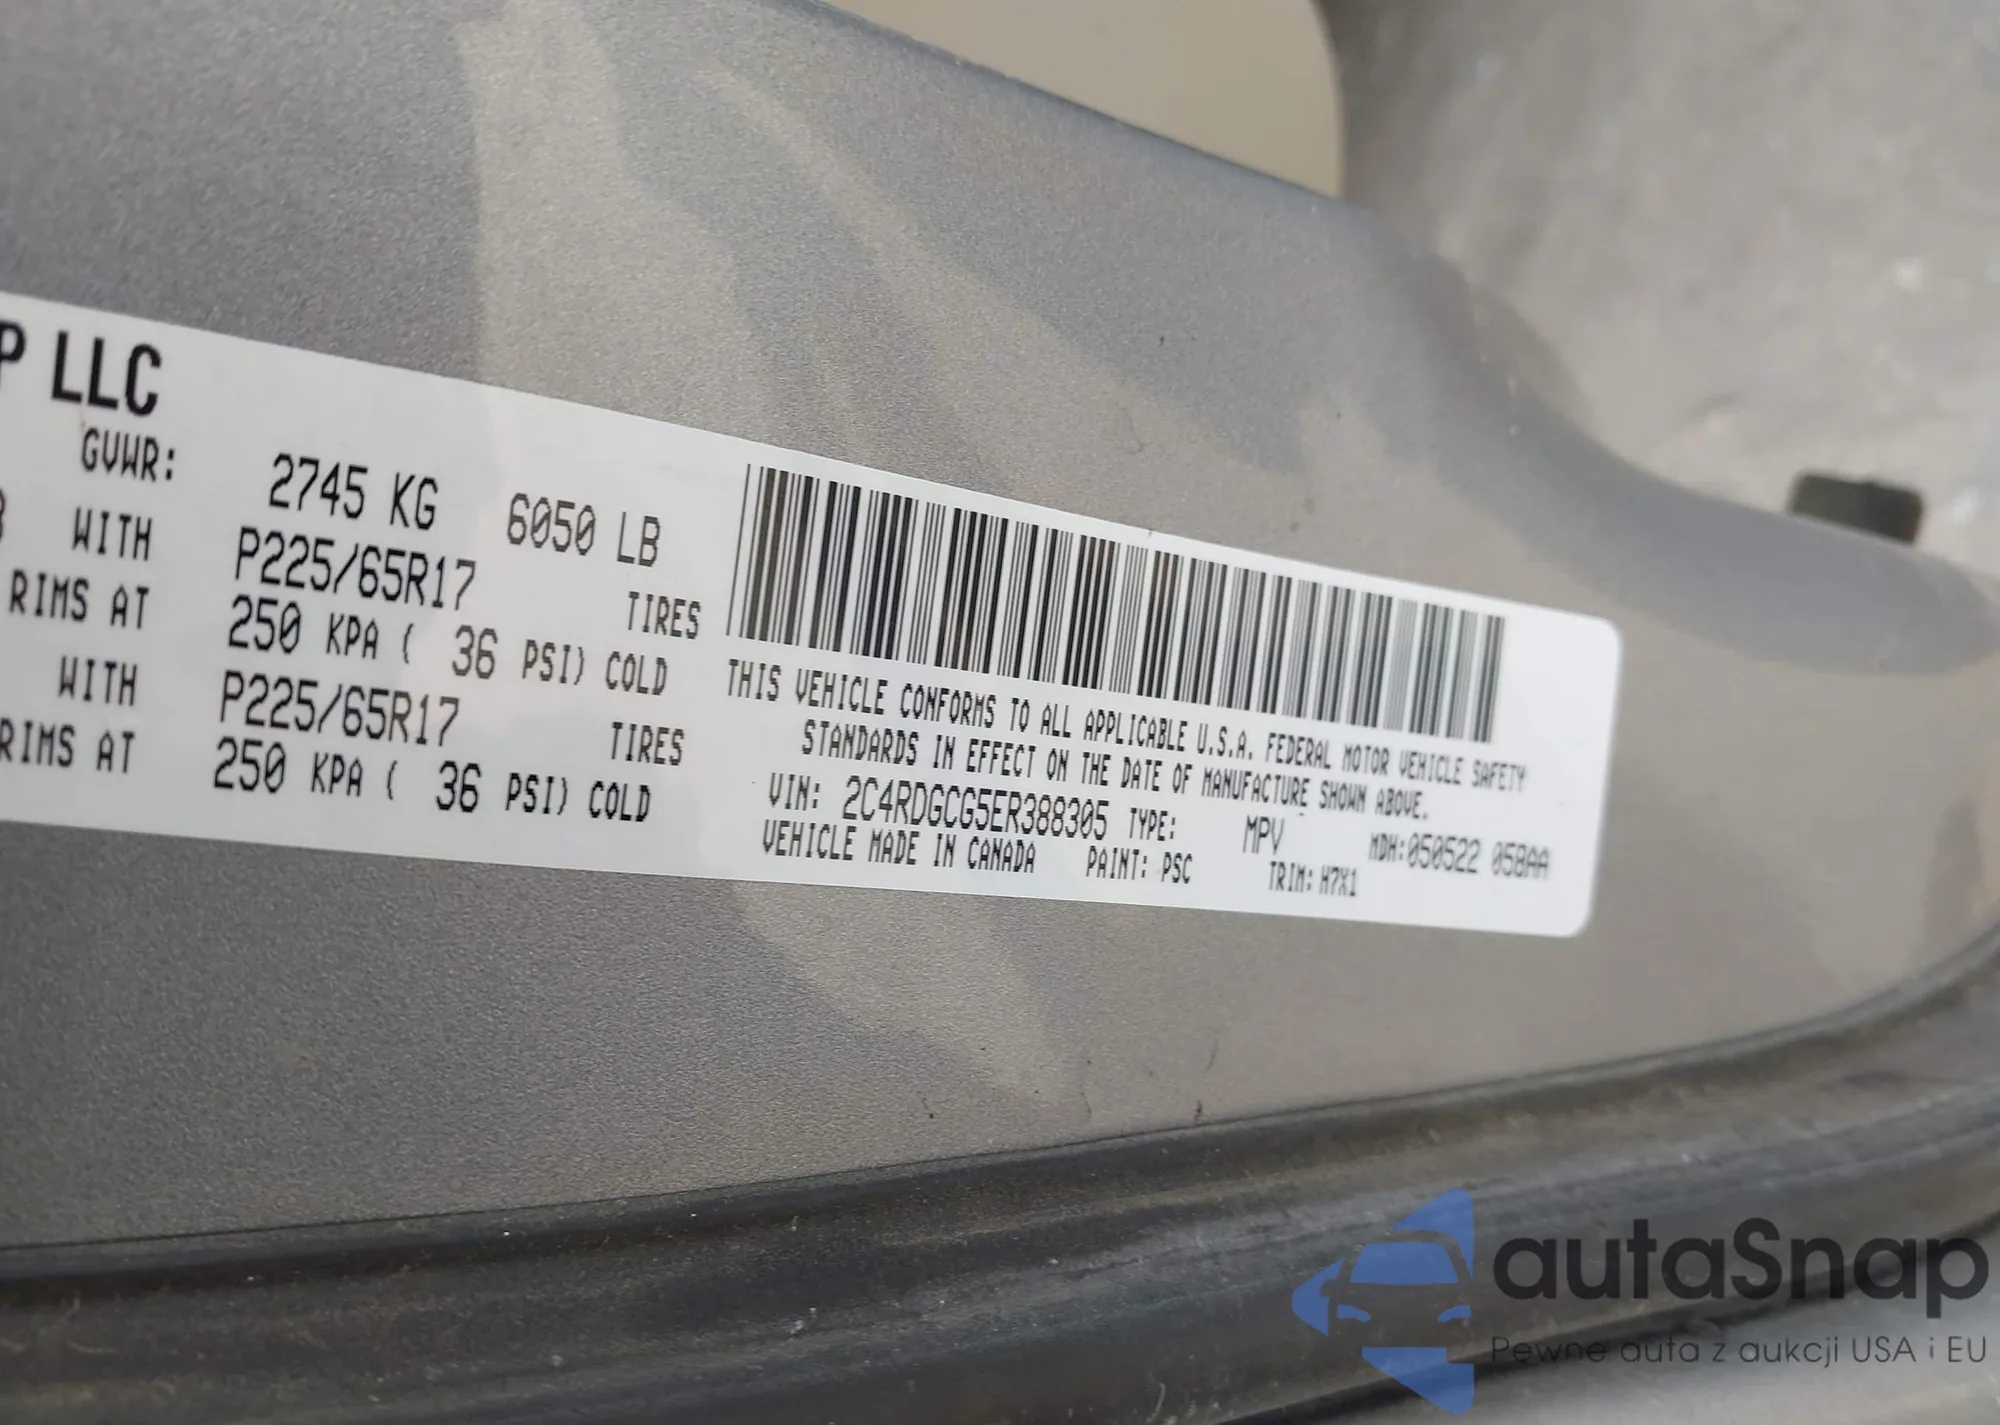 P LLC
GVWR: 2745 KG 6050 LB
WITH P225/65R17 TIRES
RIMS AT 250 KPA ( 36 PSI) COLD
WITH P225/65R17 TIRES
RIMS AT 250 KPA ( 36 PSI) COLD
THIS VEHICLE CONFORMS TO ALL APPLICABLE U.S.A. FEDERAL MOTOR VEHICLE SAFETY
STANDARDS IN EFFECT ON THE DATE OF MANUFACTURE SHOWN ABOVE.
VIN: 2C4RDGCG5ER388305 TYPE: MPV MDH:050522 058AA
VEHICLE MADE IN CANADA PAINT: PSC TRIM: H7X1
autaSnap
Pewne auta z aukcji USA i EU